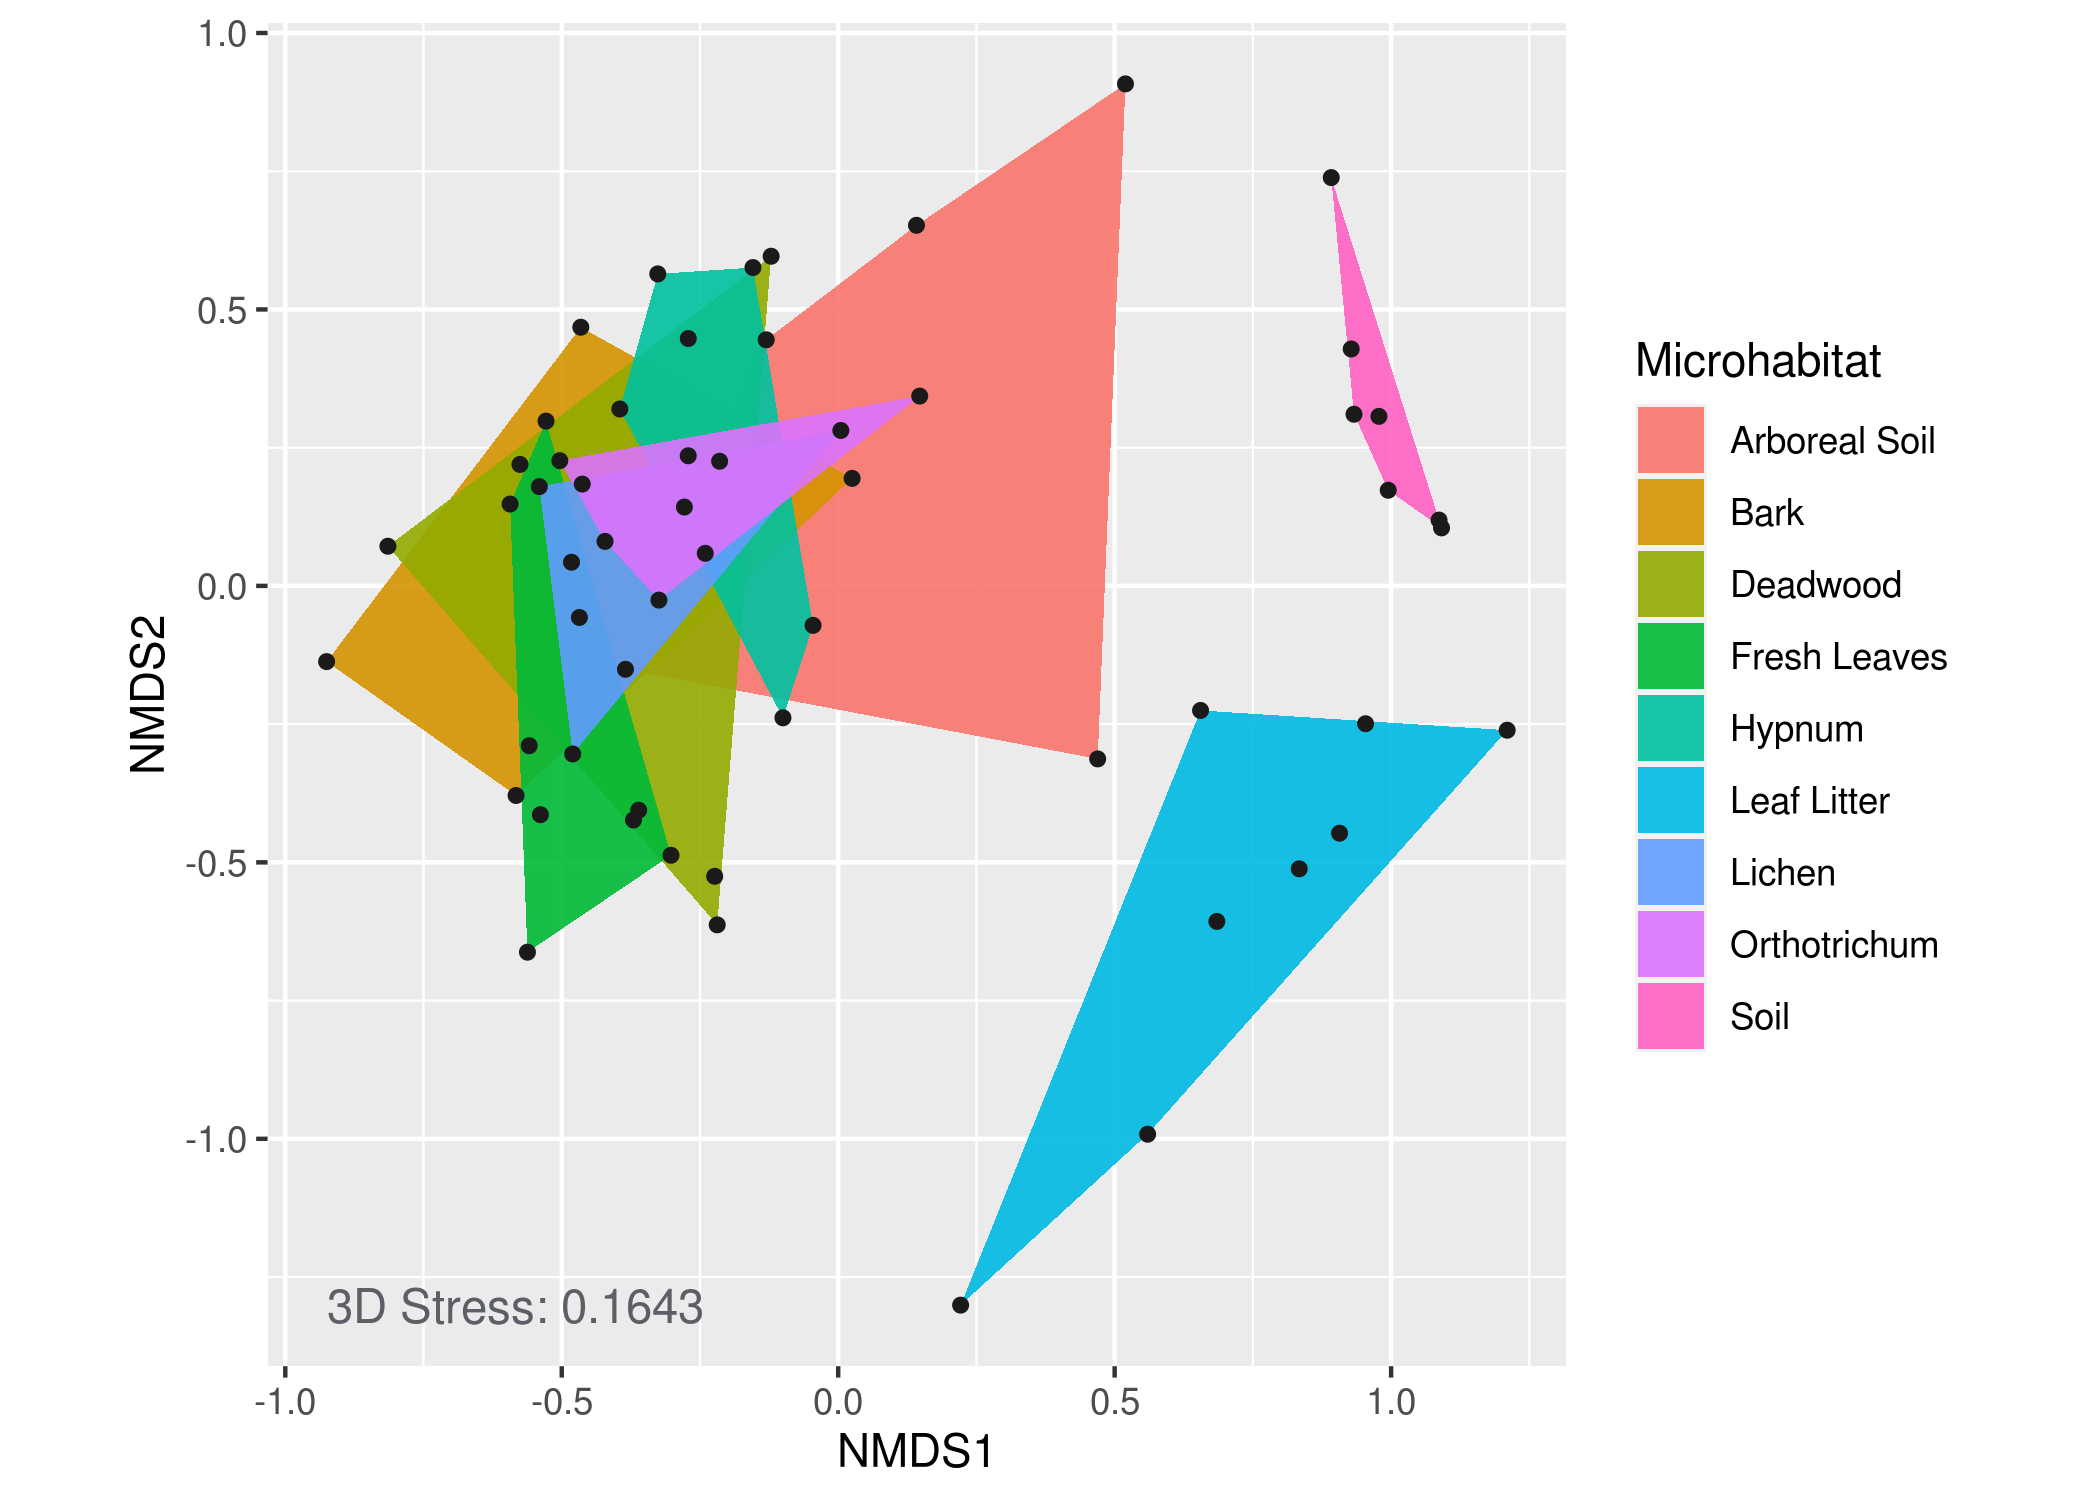 1.0
0.5
0.0
-0.5
-1.0
NMDS2
3D Stress: 0.1643
-1.0
-0.5
0.0
0.5
1.0
NMDS1
Microhabitat
Arboreal Soil
Bark
Deadwood
Fresh Leaves
Hypnum
Leaf Litter
Lichen
Orthotrichum
Soil